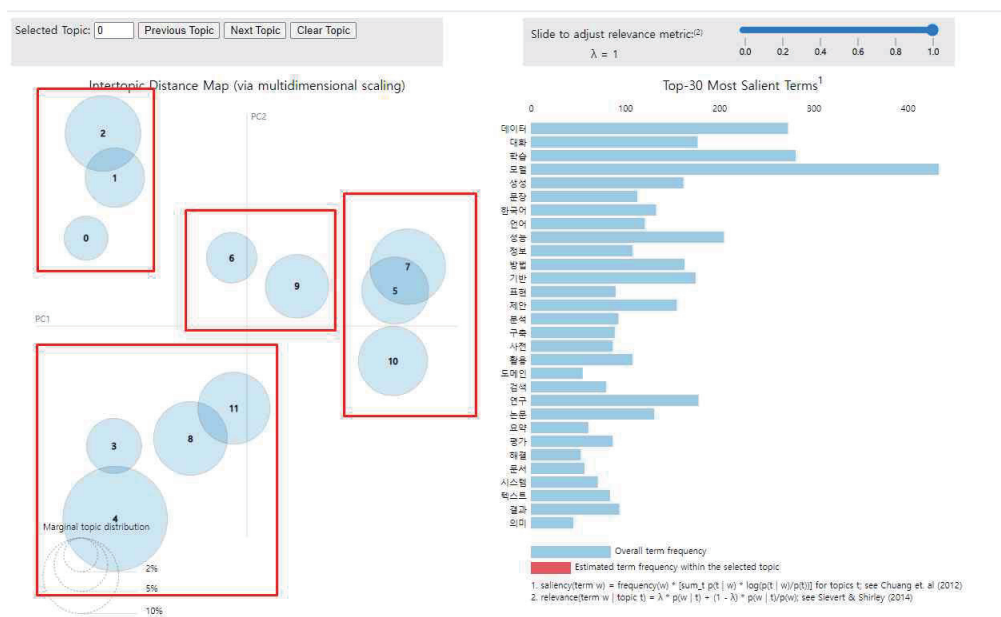 Selected Topic: 0 Previous Topic Next Topic Clear Topic
Slide to adjust relevance metric:(2)
λ = 1
0.0 0.2 0.4 0.6 0.8 1.0
Intertopic Distance Map (via multidimensional scaling)
PC2
PC1
2
1
0
6
9
7
5
10
11
8
3
4
Marginal topic distribution
2%
5%
10%
Top-30 Most Salient Terms1
0 100 200 300 400
데이터
대화
학습
모델
생성
문장
한국어
언어
성능
정보
방법
기반
표현
제안
분석
구축
사전
활용
도메인
검색
연구
논문
요약
평가
해결
문서
시스템
텍스트
결과
의미
Overall term frequency
Estimated term frequency within the selected topic
1. saliency(term w) = frequency(w) * [sum_t p(t | w) * log(p(t | w)/p(t))] for topics t; see Chuang et. al (2012)
2. relevance(term w | topic t) = λ * p(w | t) + (1 - λ) * p(w | t)/p(w); see Sievert & Shirley (2014)